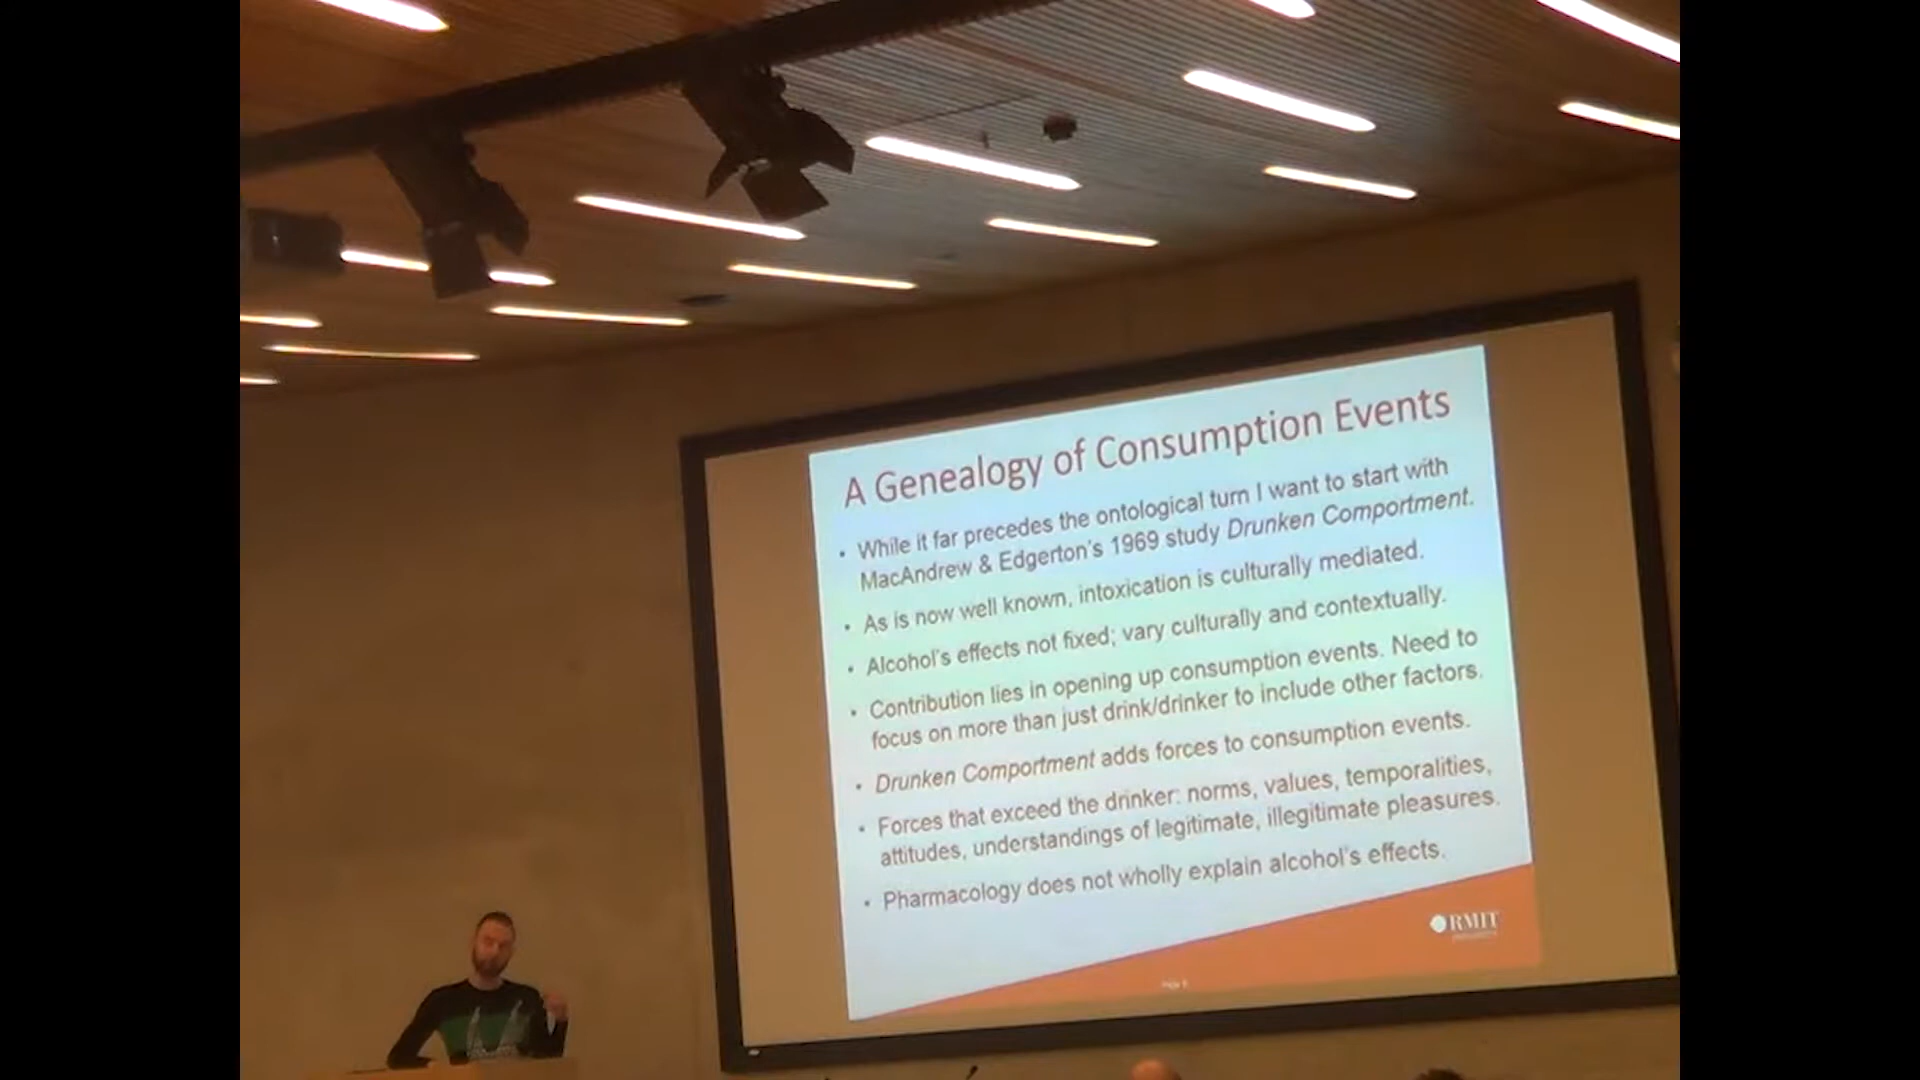 A Genealogy of Consumption Events
• While it far precedes the ontological turn I want to start with
MacAndrew & Edgerton's 1969 study Drunken Comportment.
• As is now well known, intoxication is culturally mediated.
• Alcohol's effects not fixed; vary culturally and contextually.
• Contribution lies in opening up consumption events. Need to
focus on more than just drink/drinker to include other factors.
• Drunken Comportment adds forces to consumption events.
• Forces that exceed the drinker: norms, values, temporalities,
attitudes, understandings of legitimate, illegitimate pleasures.
• Pharmacology does not wholly explain alcohol's effects.
RMIT